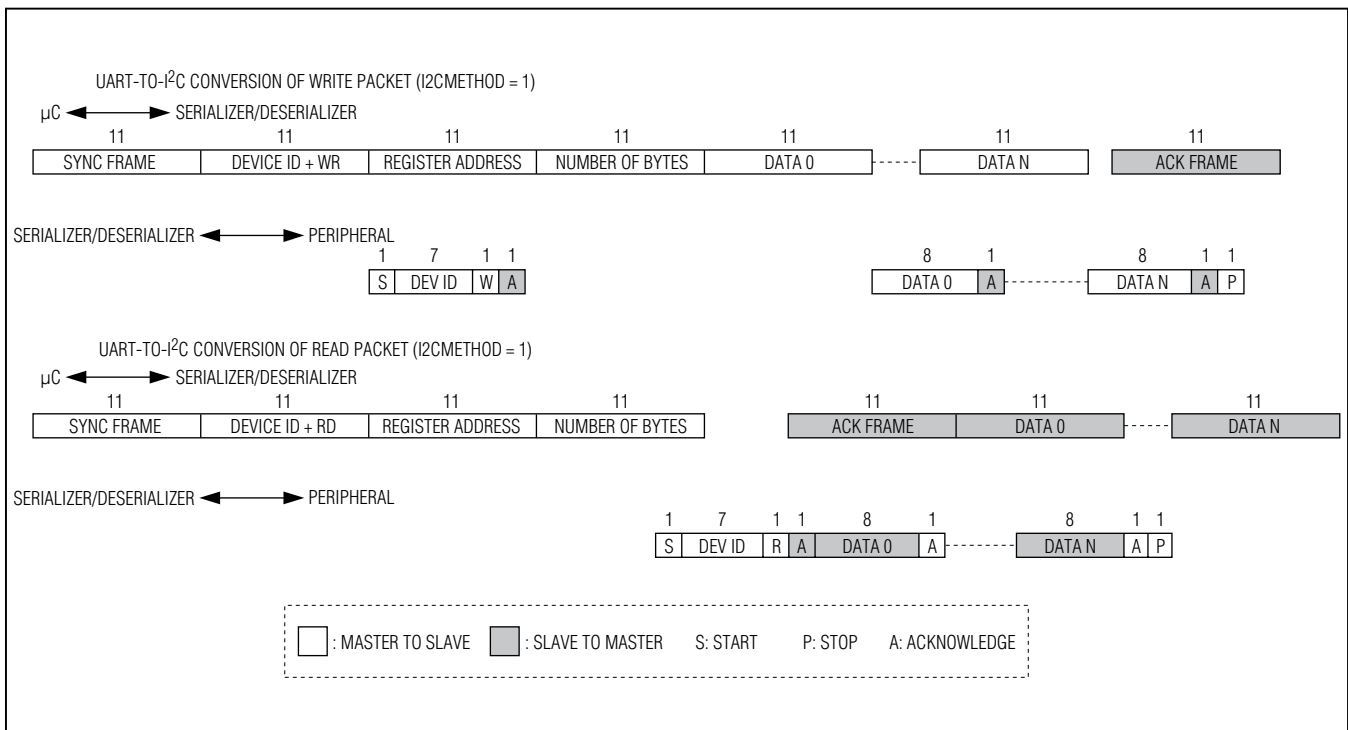 UART-TO-I2C CONVERSION OF WRITE PACKET (I2CMETHOD = 1)
µC SERIALIZER/DESERIALIZER
11 11 11 11 11 11 11
SYNC FRAME DEVICE ID + WR REGISTER ADDRESS NUMBER OF BYTES DATA 0 DATA N ACK FRAME
SERIALIZER/DESERIALIZER PERIPHERAL
1 7 1 1 8 1 8 1 1
S DEV ID W A DATA 0 A DATA N A P
UART-TO-I2C CONVERSION OF READ PACKET (I2CMETHOD = 1)
µC SERIALIZER/DESERIALIZER
11 11 11 11 11 11 11
SYNC FRAME DEVICE ID + RD REGISTER ADDRESS NUMBER OF BYTES ACK FRAME DATA 0 DATA N
SERIALIZER/DESERIALIZER PERIPHERAL
1 7 1 1 8 1 8 1 1
S DEV ID R A DATA 0 A DATA N A P
: MASTER TO SLAVE : SLAVE TO MASTER S: START P: STOP A: ACKNOWLEDGE